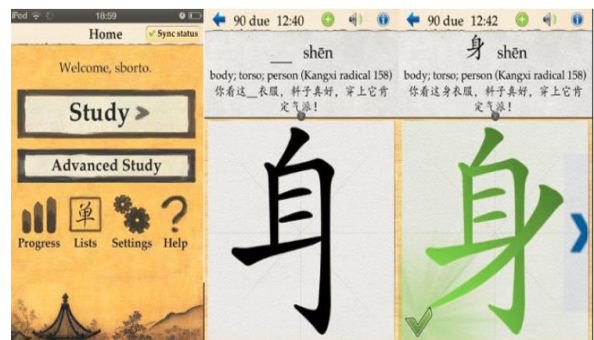 iPod 18:59
Home
Sync status
Welcome, sborto.
Study
Advanced Study
单
Progress Lists Settings Help
90 due 12:40
__ shēn
body; torso; person (Kangxi radical 158)
你看这__衣服，料子真好，穿上它肯
定气派！
90 due 12:42
身 shēn
body; torso; person (Kangxi radical 158)
你看这身衣服，料子真好，穿上它肯
定气派！
身